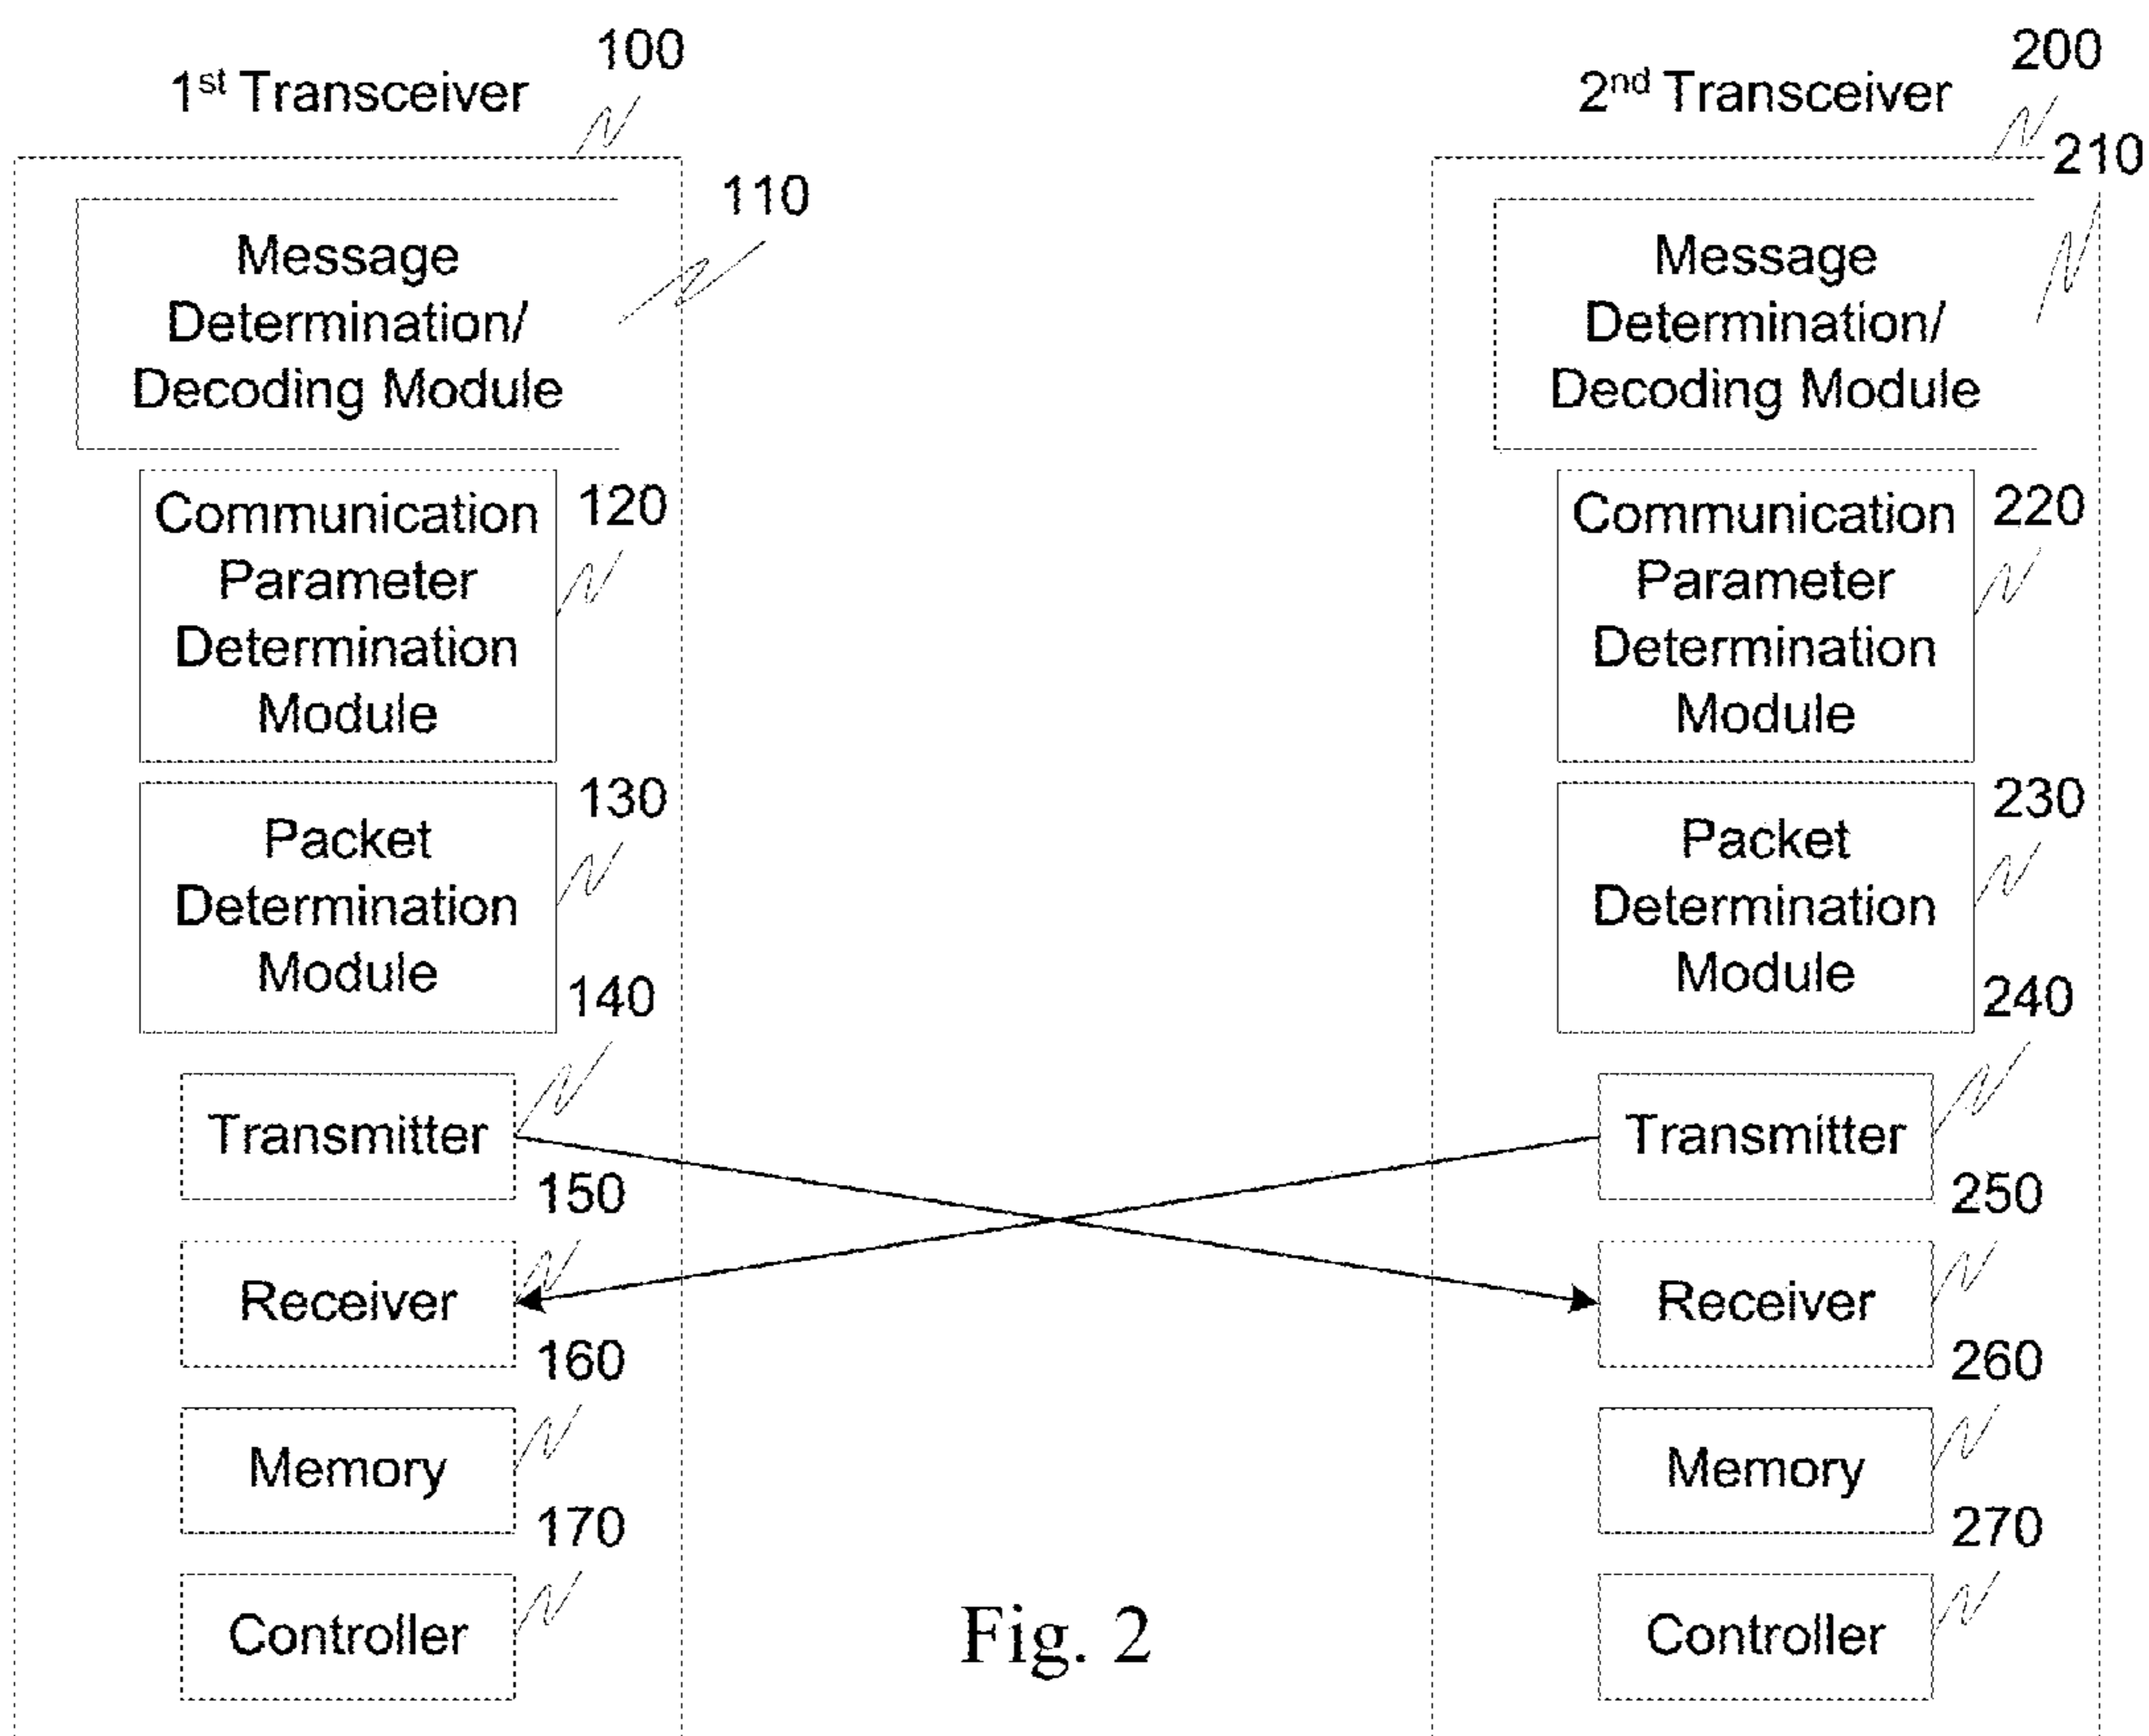 100
1st Transceiver
110
Message
Determination/
Decoding Module
120
Communication
Parameter
Determination
Module
130
Packet
Determination
Module
140
Transmitter
150
Receiver
160
Memory
170
Controller
200
2nd Transceiver
210
Message
Determination/
Decoding Module
220
Communication
Parameter
Determination
Module
230
Packet
Determination
Module
240
Transmitter
250
Receiver
260
Memory
270
Controller
Fig. 2